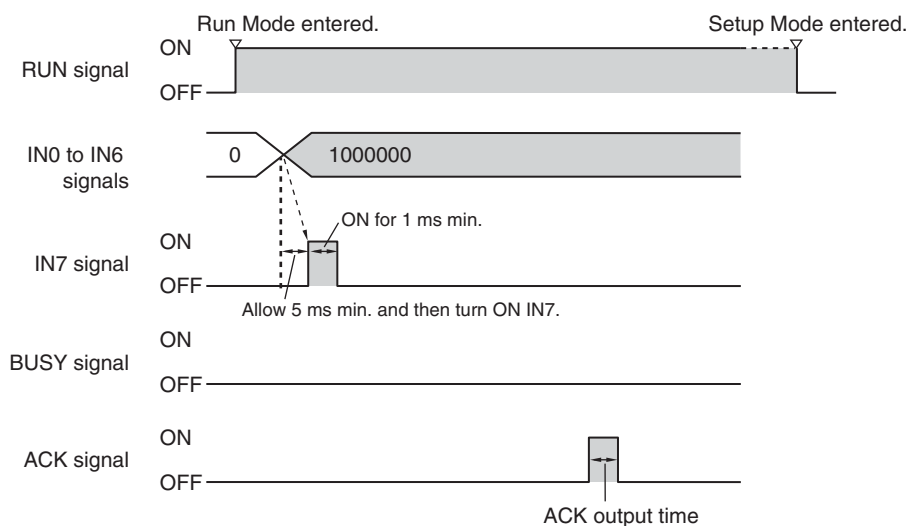 Run Mode entered.
Setup Mode entered.
ON
RUN signal
OFF
IN0 to IN6
signals
0
1000000
ON for 1 ms min.
ON
IN7 signal
OFF
Allow 5 ms min. and then turn ON IN7.
ON
BUSY signal
OFF
ON
ACK signal
OFF
ACK output time